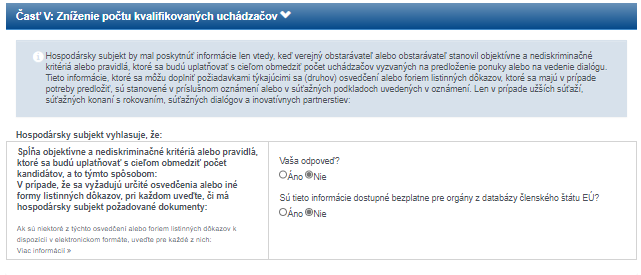 Časť V: Zníženie počtu kvalifikovaných uchádzačov
Hospodársky subjekt by mal poskytnúť informácie len vtedy, keď verejný obstarávateľ alebo obstarávateľ stanovil objektívne a nediskriminačné
kritériá alebo pravidlá, ktoré sa budú uplatňovať s cieľom obmedziť počet uchádzačov vyzvaných na predloženie ponuky alebo na vedenie dialógu.
Tieto informácie, ktoré sa môžu doplniť požiadavkami týkajúcimi sa (druhov) osvedčení alebo foriem listinných dôkazov, ktoré sa majú v prípade
potreby predložiť, sú stanovené v príslušnom oznámení alebo v súťažných podkladoch uvedených v oznámení. Len v prípade užších súťaží,
súťažných konaní s rokovaním, súťažných dialógov a inovatívnych partnerstiev:
Hospodársky subjekt vyhlasuje, že:
Spĺňa objektívne a nediskriminačné kritériá alebo pravidlá,
ktoré sa budú uplatňovať s cieľom obmedziť počet
kandidátov, a to týmto spôsobom:
V prípade, že sa vyžadujú určité osvedčenia alebo iné
formy listinných dôkazov, pri každom uveďte, či má
hospodársky subjekt požadované dokumenty:
Ak sú niektoré z týchto osvedčení alebo foriem listinných dôkazov k
dispozícii v elektronickom formáte, uveďte pre každé z nich:
Viac informácií »
Vaša odpoveď?
Áno Nie
Sú tieto informácie dostupné bezplatne pre orgány z databázy členského štátu EÚ?
Áno Nie